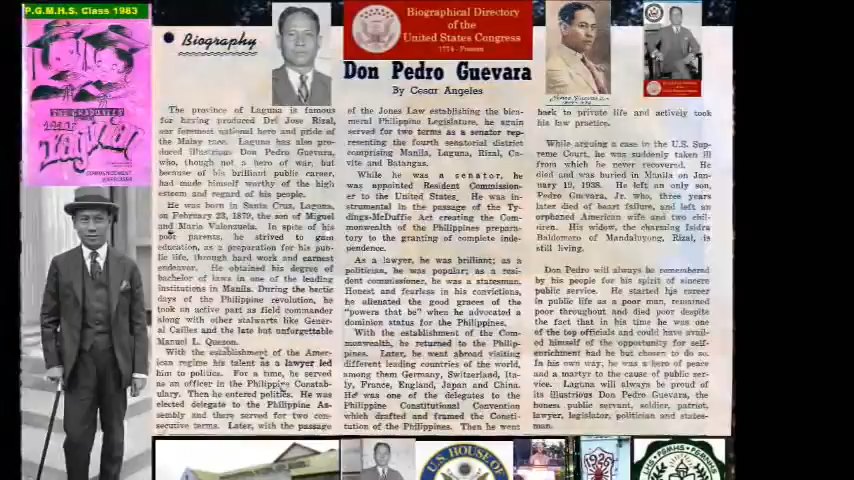 P.G.M.H.S. Class 1983
THE GRADUATES
COMMENCEMENT
EXERCISES
Biography
Biographical Directory
of the
United States Congress
1774 - Present
Don Pedro Guevara
By Cesar Angeles
The province of Laguna is famous
for having produced Dr. Jose Rizal,
our foremost national hero and pride of
the Malay race. Laguna has also pro-
duced illustrious Don Pedro Guevara,
who, though not a hero of war, but
because of his brilliant public career,
had made himself worthy of the high
esteem and regard of his people.
He was born in Santa Cruz, Laguna,
on February 23, 1879, the son of Miguel
and Maria Valenzuela. In spite of his
poor parents, he strived to gain
education, as a preparation for his pub-
lic life, through hard work and earnest
endeavor. He obtained his degree of
bachelor of laws in one of the leading
institutions in Manila. During the hectic
days of the Philippine revolution, he
took an active part as field commander
along with other stalwarts like Gener-
al Cailles and the late but unforgettable
Manuel L. Quezon.
With the establishment of the Amer-
ican regime his talent as a lawyer led
him to politics. For a time, he served
as an officer in the Philippine Constab-
ulary. Then he entered politics. He was
elected delegate to the Philippine As-
sembly and there served for two con-
secutive terms. Later, with the passage
of the Jones Law establishing the bica-
meral Philippine Legislature, he again
served for two terms as a senator rep-
resenting the fourth senatorial district
comprising Manila, Laguna, Rizal, Ca-
vite and Batangas.
While he was a senator, he
was appointed Resident Commission-
er to the United States. He was in-
strumental in the passage of the Ty-
dings-McDuffie Act creating the Com-
monwealth of the Philippines prepara-
tory to the granting of complete inde-
pendence.
As a lawyer, he was brilliant; as a
politician, he was popular; as a resi-
dent commissioner, he was a statesman.
Honest and fearless in his convictions,
he alienated the good graces of the
"powers that be" when he advocated a
dominion status for the Philippines.
With the establishment of the Com-
monwealth, he returned to the Philip-
pines. Later, he went abroad visiting
different leading countries of the world,
among them Germany, Switzerland, Ita-
ly, France, England, Japan and China.
He was one of the delegates to the
Philippine Constitutional Convention
which drafted and framed the Consti-
tution of the Philippines. Then he went
back to private life and actively took
his law practice.
While arguing a case in the U.S. Sup-
reme Court, he was suddenly taken ill
from which he never recovered. He
died and was buried in Manila on Jan-
uary 19, 1938. He left an only son,
Pedro Guevara, Jr. who, three years
later died of heart failure, and left an
orphaned American wife and two chil-
dren. His widow, the charming Isidra
Baldomero of Mandaluyong, Rizal, is
still living.
Don Pedro will always be remembered
by his people for his spirit of sincere
public service. He started his career
in public life as a poor man, remained
poor throughout and died poor despite
the fact that in his time he was one
of the top officials and could have avail-
ed himself of the opportunity for self-
enrichment had he but chosen to do so.
In his own way, he was a hero of peace
and a martyr to the cause of public ser-
vice. Laguna will always be proud of
its illustrious Don Pedro Guevara, the
honest public servant, soldier, patriot,
lawyer, legislator, politician and states-
man.
U.S. HOUSE OF
1926
PGMHS